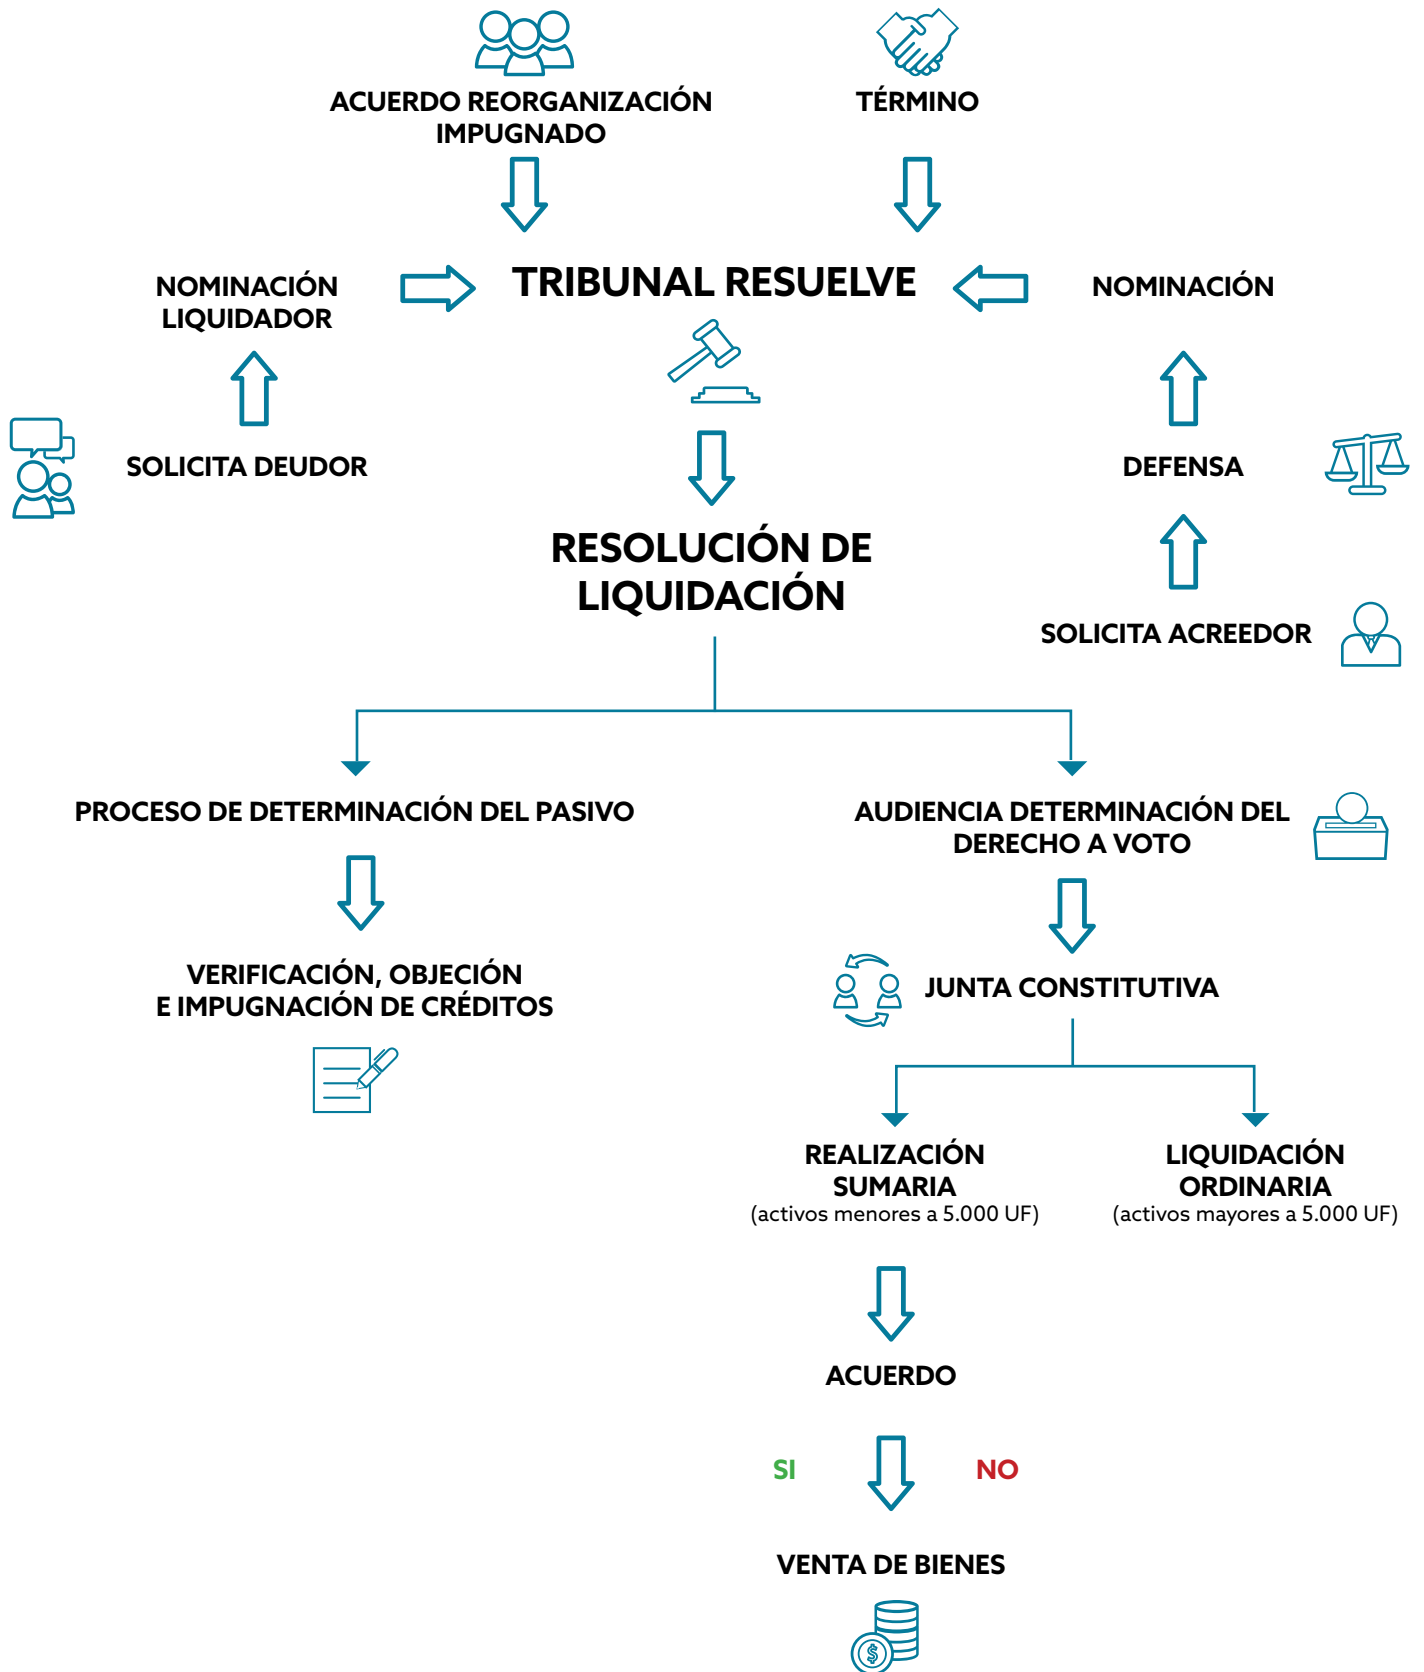 ACUERDO REORGANIZACIÓN
IMPUGNADO
TÉRMINO
NOMINACIÓN
LIQUIDADOR
TRIBUNAL RESUELVE
NOMINACIÓN
SOLICITA DEUDOR
DEFENSA
RESOLUCIÓN DE
LIQUIDACIÓN
SOLICITA ACREEDOR
PROCESO DE DETERMINACIÓN DEL PASIVO
AUDIENCIA DETERMINACIÓN DEL
DERECHO A VOTO
VERIFICACIÓN, OBJECIÓN
E IMPUGNACIÓN DE CRÉDITOS
JUNTA CONSTITUTIVA
REALIZACIÓN
SUMARIA
(activos menores a 5.000 UF)
LIQUIDACIÓN
ORDINARIA
(activos mayores a 5.000 UF)
ACUERDO
SI
NO
VENTA DE BIENES
$